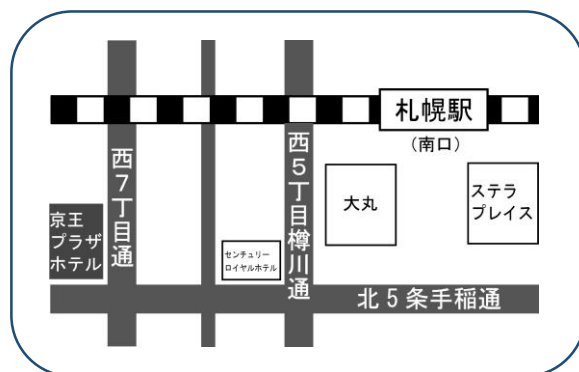 札幌駅
(南口)
西7丁目通
西5丁目樽川通
大丸
ステラ
プレイス
京王
プラザ
ホテル
センチュリー
ロイヤルホテル
北5条手稲通